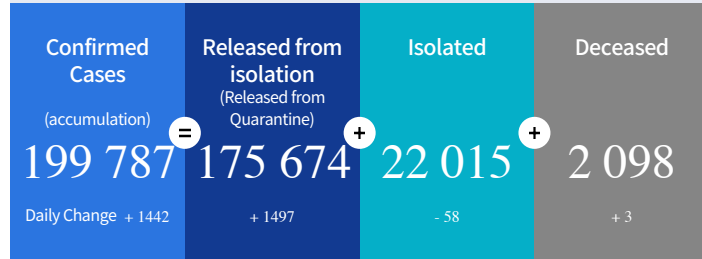 Confirmed
Cases
(accumulation)
199 787
Daily Change + 1442
=
Released from
isolation
(Released from
Quarantine)
175 674
+ 1497
+
Isolated
22 015
- 58
+
Deceased
2 098
+ 3